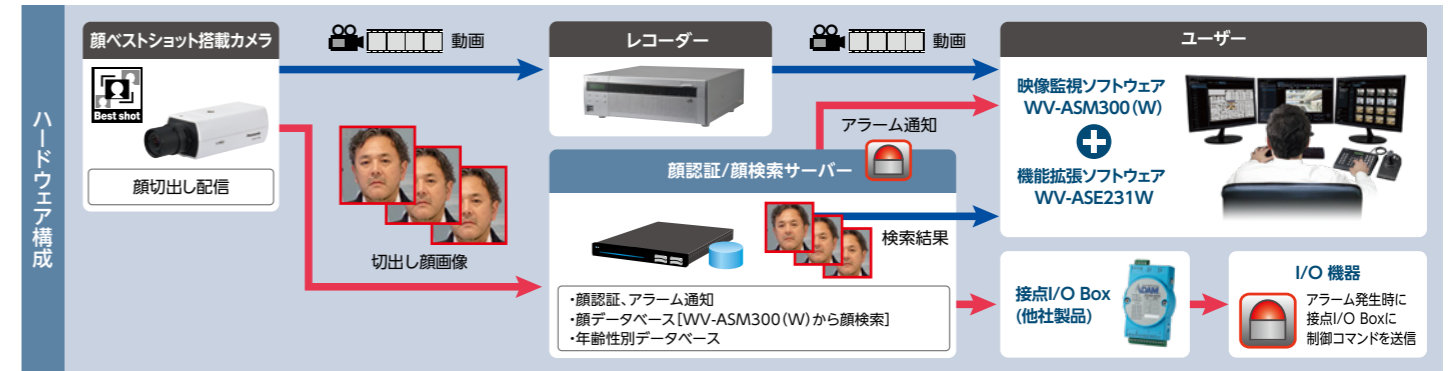 ハードウェア構成
顔ベストショット搭載カメラ
Best shot
Panasonic
顔切出し配信
動画
切出し顔画像
レコーダー
動画
顔認証/顔検索サーバー
アラーム通知
検索結果
・顔認証、アラーム通知
・顔データベース[WV-ASM300(W)から顔検索]
・年齢性別データベース
ユーザー
映像監視ソフトウェア
WV-ASM300(W)
機能拡張ソフトウェア
WV-ASE231W
接点I/O Box
(他社製品)
ADAM
I/O 機器
アラーム発生時に
接点I/O Boxに
制御コマンドを送信